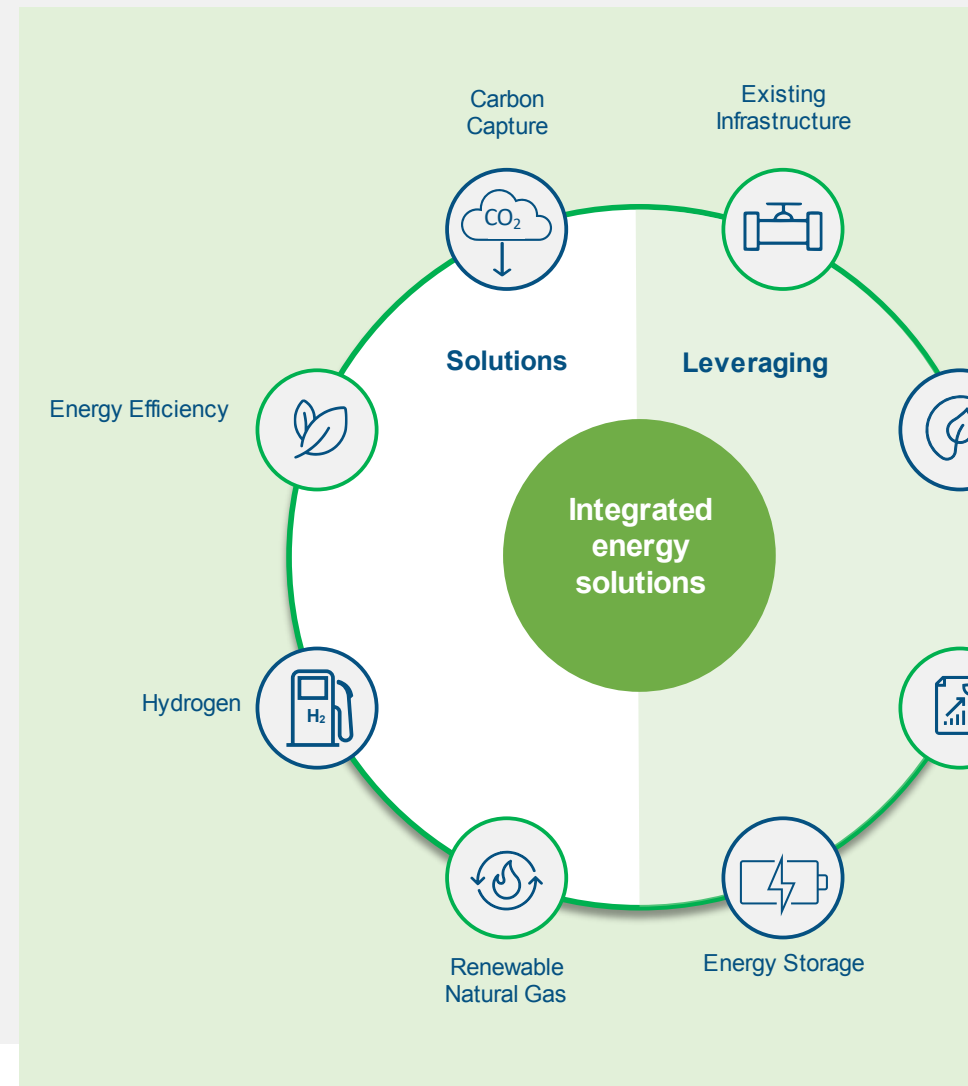 Carbon
Capture
Existing
Infrastructure
CO₂
Solutions
Leveraging
Energy Efficiency
Integrated
energy
solutions
Hydrogen
H₂
Renewable
Natural Gas
Energy Storage